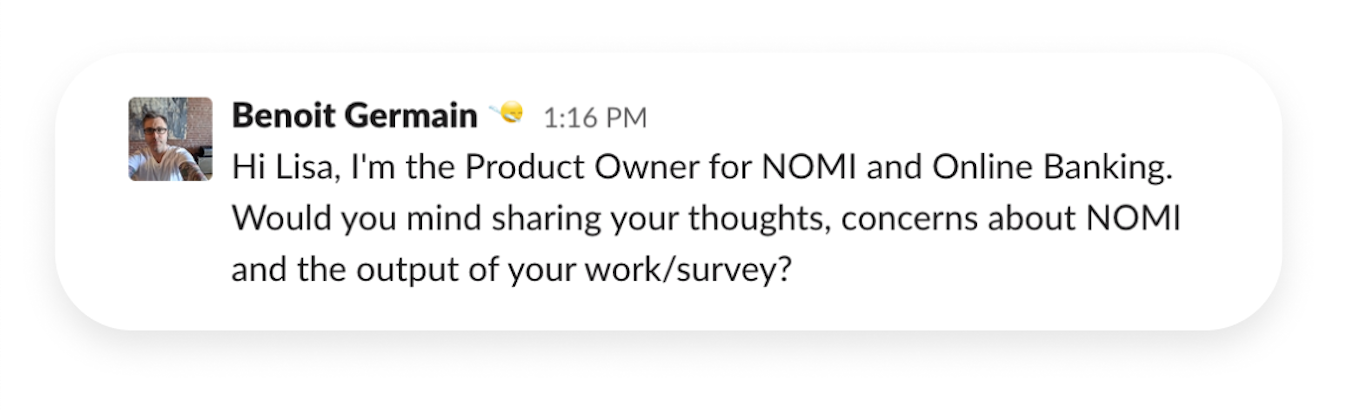 Benoit Germain 1:16 PM
Hi Lisa, I'm the Product Owner for NOMI and Online Banking.
Would you mind sharing your thoughts, concerns about NOMI
and the output of your work/survey?